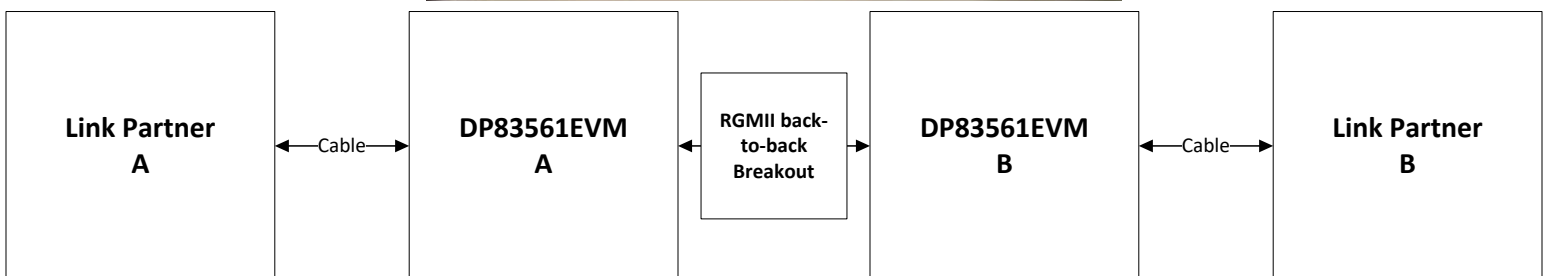 Link Partner
A
Cable
DP83561EVM
A
RGMII back-
to-back
Breakout
DP83561EVM
B
Cable
Link Partner
B